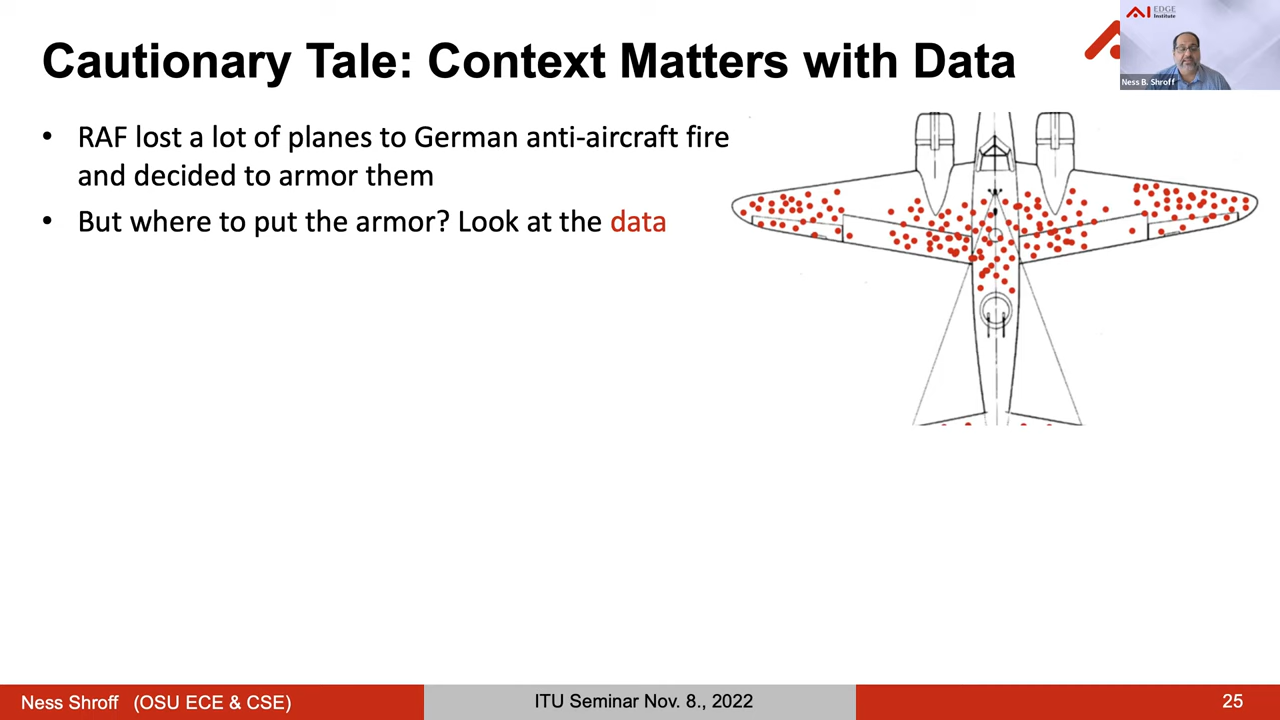 Cautionary Tale: Context Matters with Data
AI EDGE
Institute
Ness B. Shroff
• RAF lost a lot of planes to German anti-aircraft fire
and decided to armor them
• But where to put the armor? Look at the data
Ness Shroff (OSU ECE & CSE)
ITU Seminar Nov. 8., 2022
25